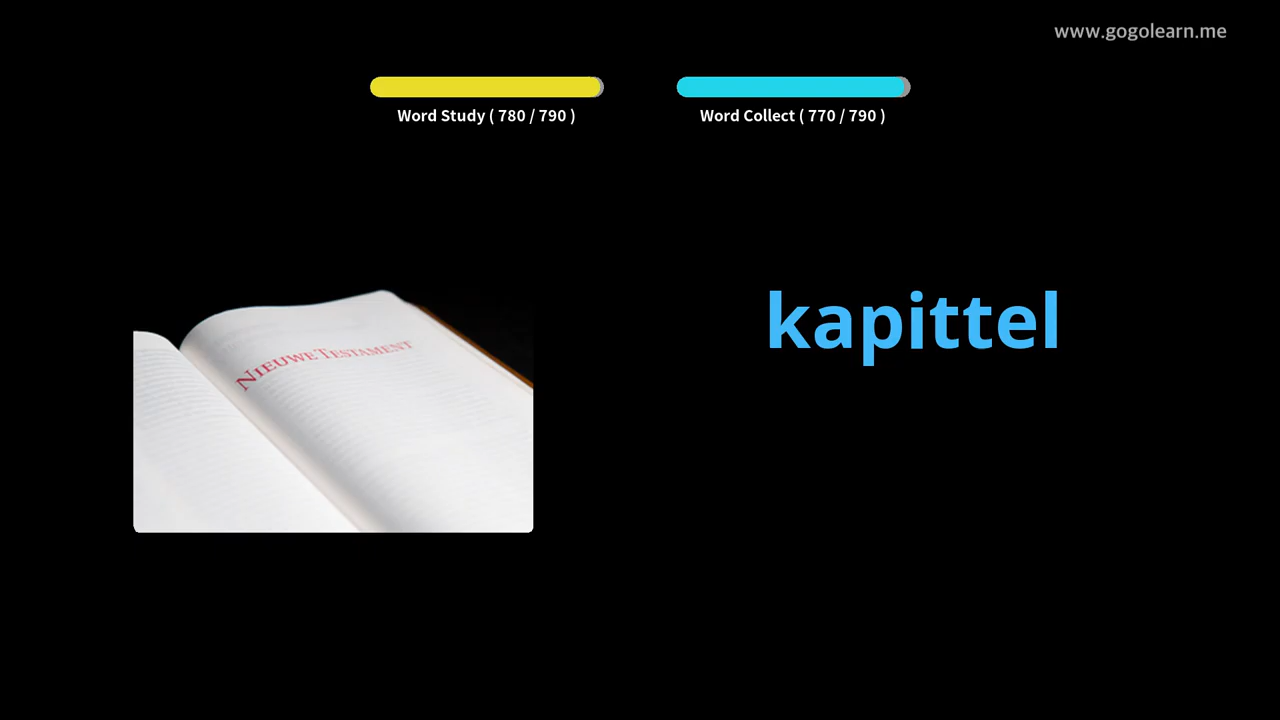 www.gogolearn.me
Word Study ( 780 / 790 )
Word Collect ( 770 / 790 )
NIEUWE TESTAMENT
kapittel